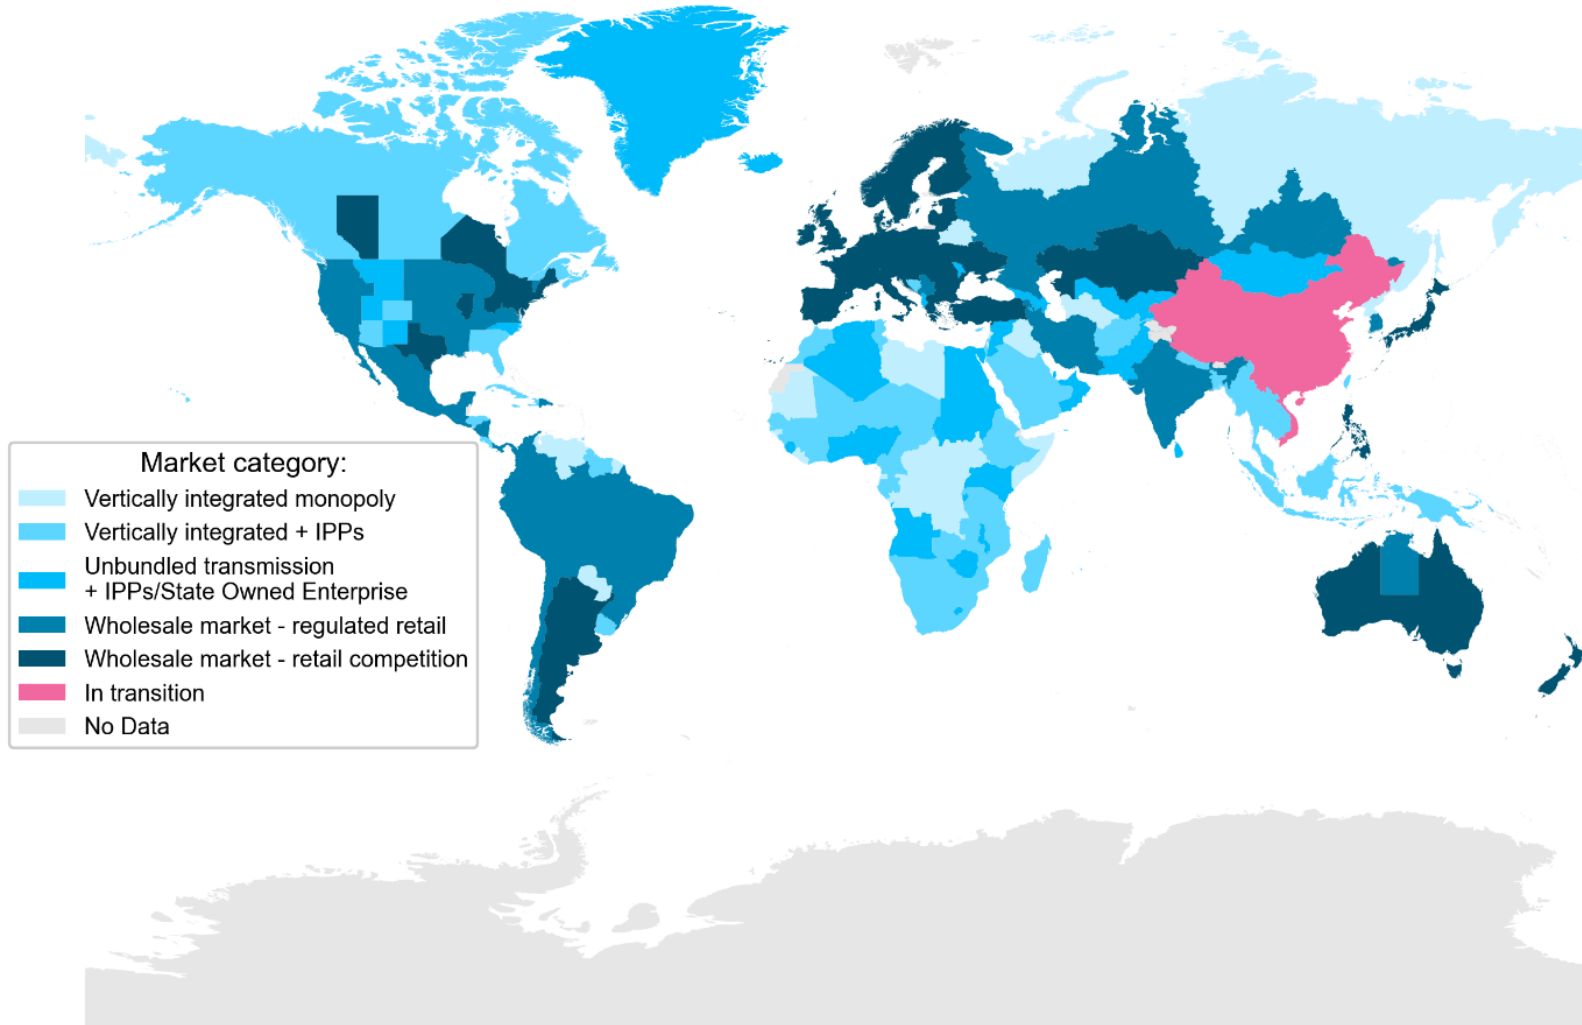 Market category:
Vertically integrated monopoly
Vertically integrated + IPPs
Unbundled transmission
+ IPPs/State Owned Enterprise
Wholesale market - regulated retail
Wholesale market - retail competition
In transition
No Data